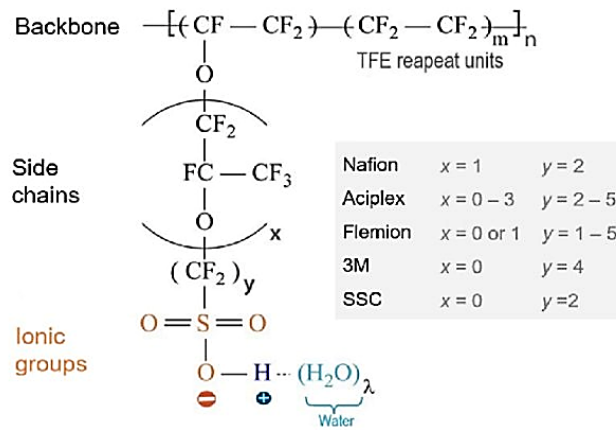 Backbone —[(CF — CF₂)—(CF₂ — CF₂)ₘ]ₙ
TFE reapeat units
O
CF₂
Side chains
FC — CF₃
O
x
(CF₂)y
O = S = O
Ionic groups
O — H ··· (H₂O)λ
− +
Water
Nafion x = 1 y = 2
Aciplex x = 0 – 3 y = 2 – 5
Flemion x = 0 or 1 y = 1 – 5
3M x = 0 y = 4
SSC x = 0 y =2